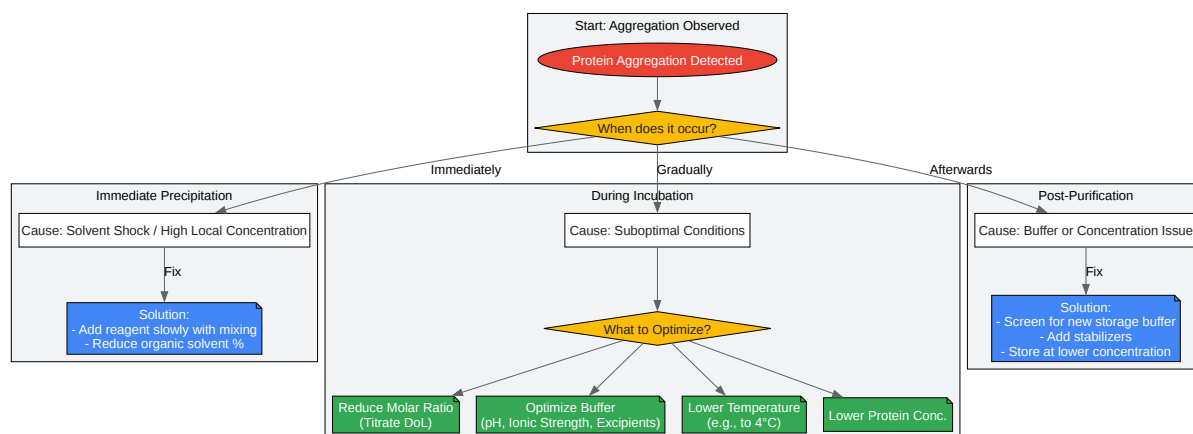 Start: Aggregation Observed
Protein Aggregation Detected
When does it occur?
Immediately
Gradually
Afterwards
Immediate Precipitation
Cause: Solvent Shock / High Local Concentration
Fix
Solution:
- Add reagent slowly with mixing
- Reduce organic solvent %
During Incubation
Cause: Suboptimal Conditions
What to Optimize?
Reduce Molar Ratio
(Titrate DoL)
Optimize Buffer
(pH, Ionic Strength, Excipients)
Lower Temperature
(e.g., to 4°C)
Lower Protein Conc.
Post-Purification
Cause: Buffer or Concentration Issue
Fix
Solution:
- Screen for new storage buffer
- Add stabilizers
- Store at lower concentration